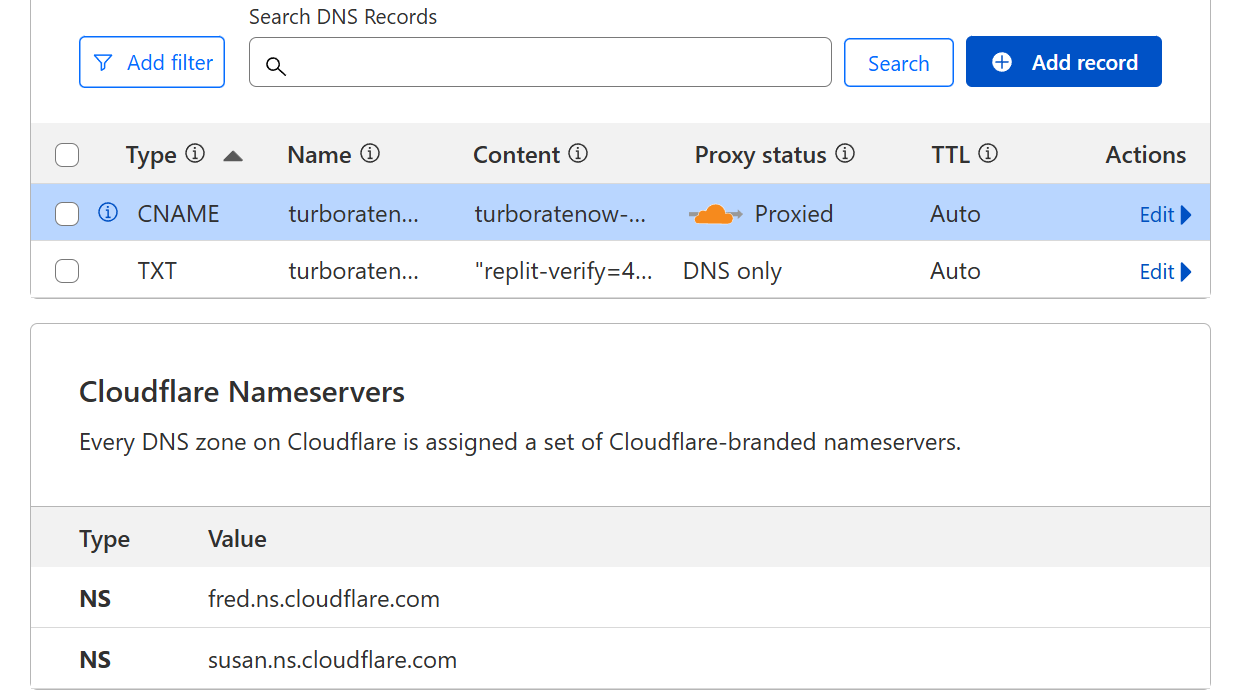 Search DNS Records
Add filter
Search
Add record
Type Name Content Proxy status TTL Actions
CNAME turboraten... turboratenow-... Proxied Auto Edit
TXT turboraten... "replit-verify=4... DNS only Auto Edit
Cloudflare Nameservers
Every DNS zone on Cloudflare is assigned a set of Cloudflare-branded nameservers.
Type Value
NS fred.ns.cloudflare.com
NS susan.ns.cloudflare.com